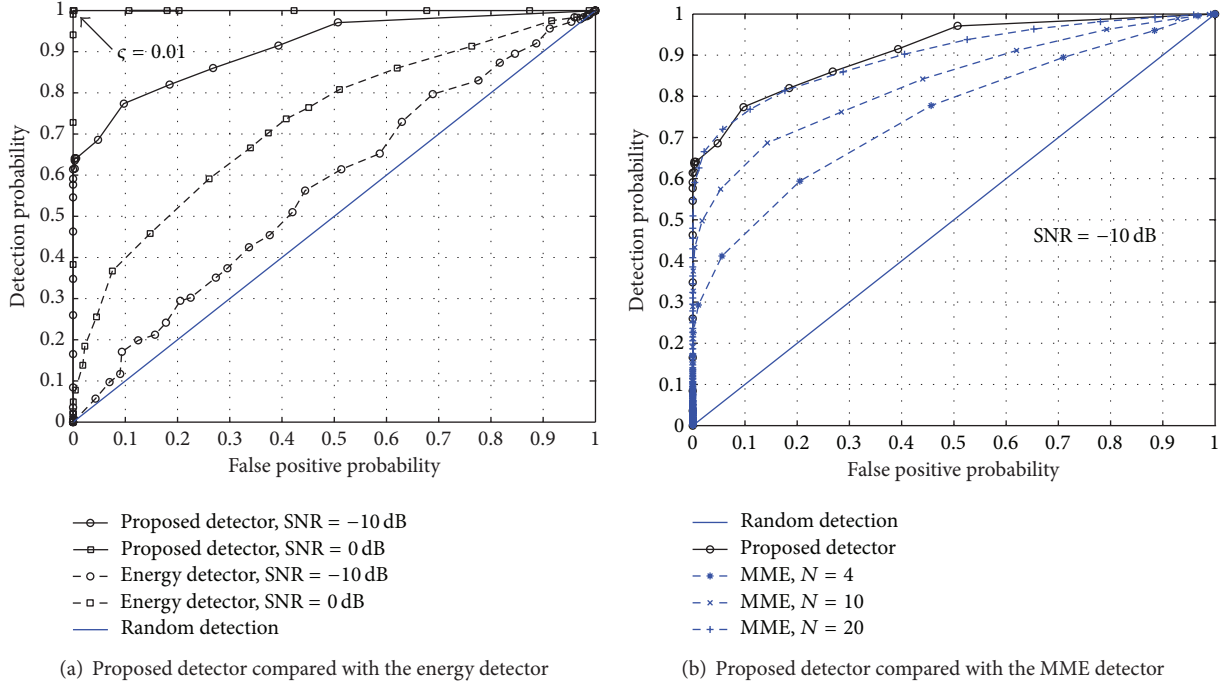 1
0.9
0.8
0.7
0.6
0.5
0.4
0.3
0.2
0.1
0
Detection probability
ς = 0.01
0 0.1 0.2 0.3 0.4 0.5 0.6 0.7 0.8 0.9 1
False positive probability
Proposed detector, SNR = −10 dB
Proposed detector, SNR = 0 dB
Energy detector, SNR = −10 dB
Energy detector, SNR = 0 dB
Random detection
(a) Proposed detector compared with the energy detector
1
0.9
0.8
0.7
0.6
0.5
0.4
0.3
0.2
0.1
0
Detection probability
SNR = −10 dB
0 0.1 0.2 0.3 0.4 0.5 0.6 0.7 0.8 0.9 1
False positive probability
Random detection
Proposed detector
MME, N = 4
MME, N = 10
MME, N = 20
(b) Proposed detector compared with the MME detector